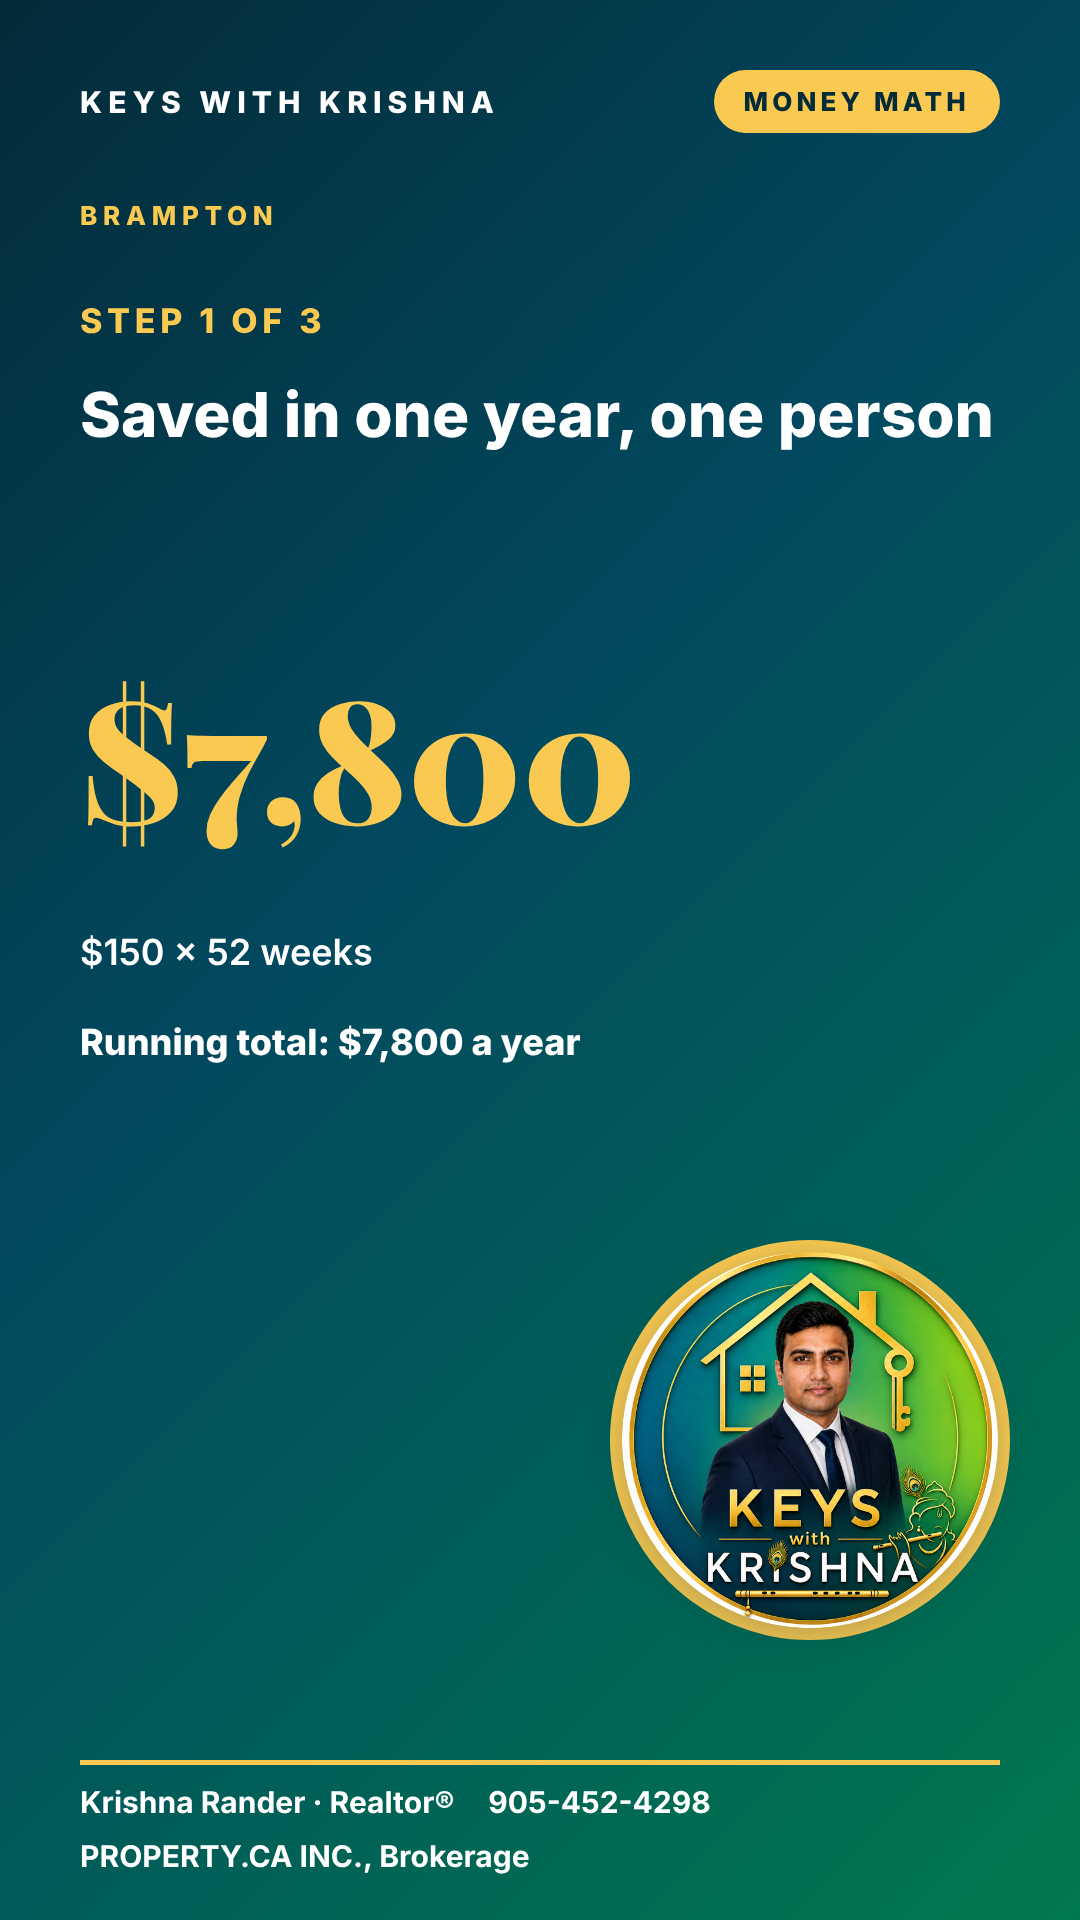 KEYS WITH KRISHNA
MONEY MATH
BRAMPTON
STEP 1 OF 3
Saved in one year, one person
$7,800
$150 × 52 weeks
Running total: $7,800 a year
KEYS
with
KRISHNA
Krishna Rander · Realtor® 905-452-4298
PROPERTY.CA INC., Brokerage